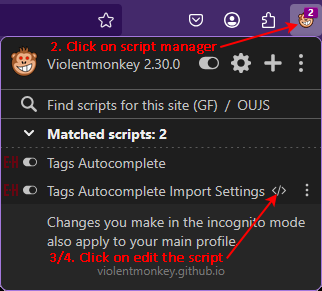 2
2. Click on script manager
Violentmonkey 2.30.0
Find scripts for this site (GF) / OUJS
Matched scripts: 2
EH Tags Autocomplete
EH Tags Autocomplete Import Settings </>
Changes you make in the incognito mode
also apply to your main profile
3/4. Click on edit the script
violentmonkey.github.io